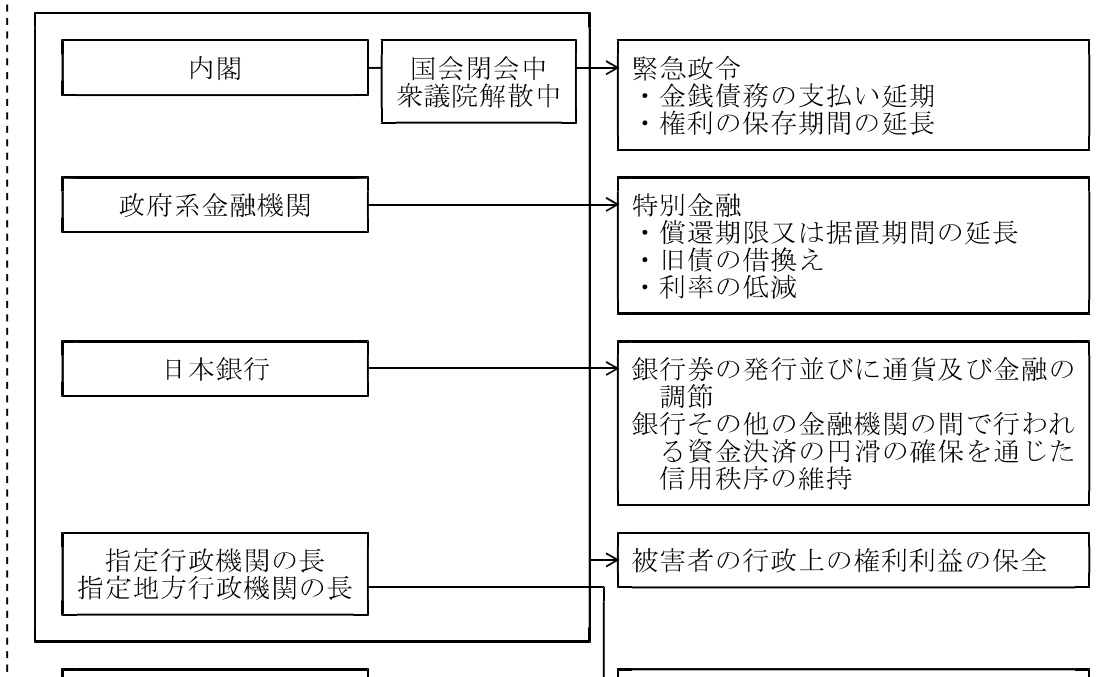 内閣
国会閉会中
衆議院解散中
緊急政令
・金銭債務の支払い延期
・権利の保存期間の延長
政府系金融機関
特別金融
・償還期限又は据置期間の延長
・旧債の借換え
・利率の低減
日本銀行
銀行券の発行並びに通貨及び金融の
調節
銀行その他の金融機関の間で行われ
る資金決済の円滑の確保を通じた
信用秩序の維持
指定行政機関の長
指定地方行政機関の長
被害者の行政上の権利利益の保全